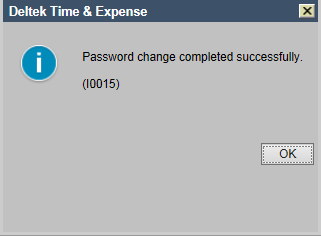 Deltek Time & Expense
Password change completed successfully.
(I0015)
OK